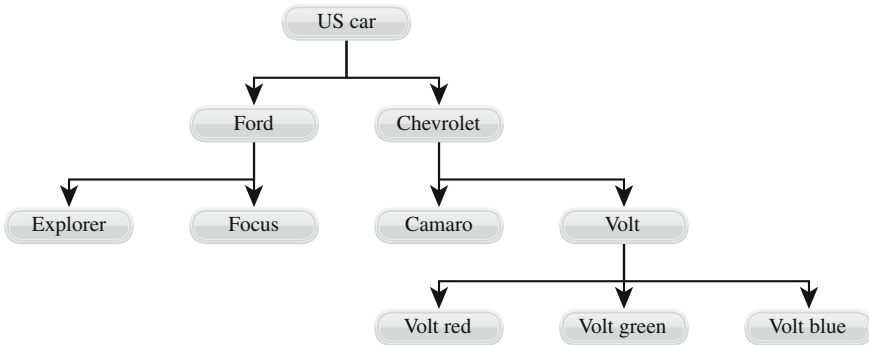 US car
Ford
Chevrolet
Explorer
Focus
Camaro
Volt
Volt red
Volt green
Volt blue